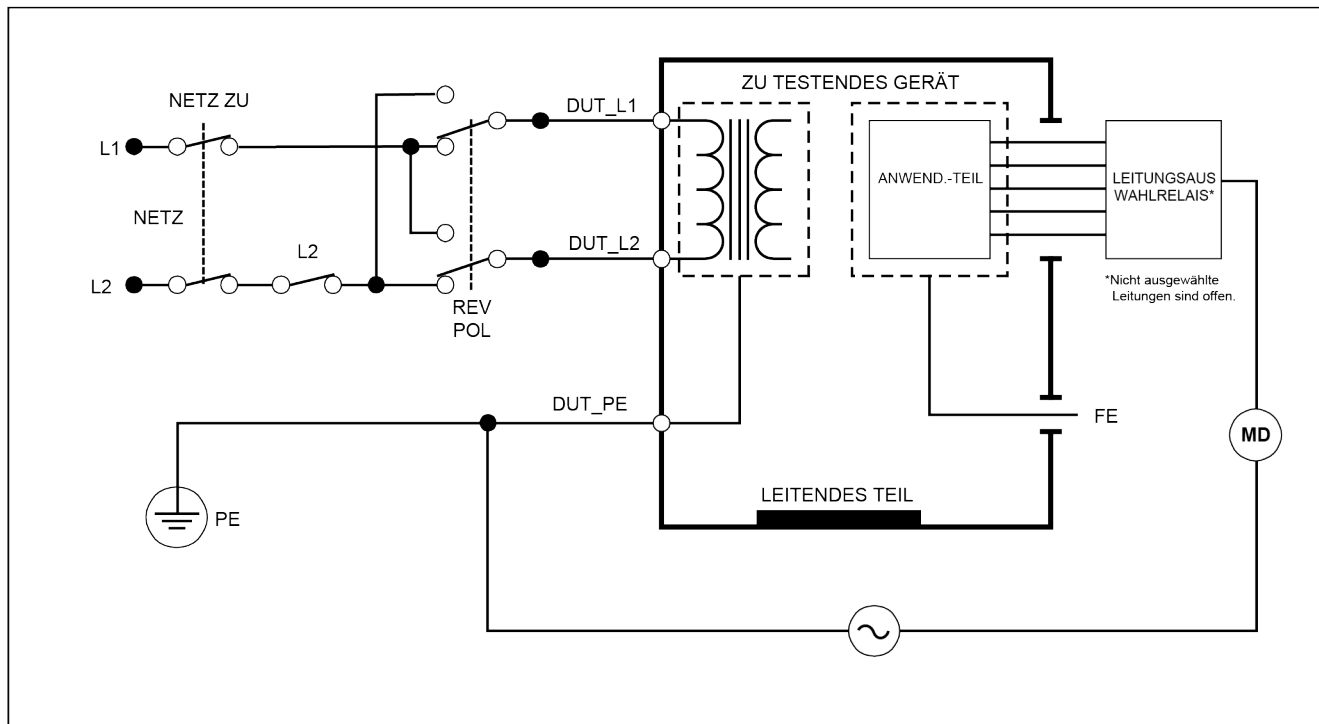 ZU TESTENDES GERÄT
NETZ ZU
DUT_L1
L1
ANWEND.-TEIL
LEITUNGSAUS
WAHLRELAIS*
NETZ
L2
DUT_L2
L2
REV
POL
*Nicht ausgewählte
Leitungen sind offen.
DUT_PE
FE
MD
LEITENDES TEIL
PE